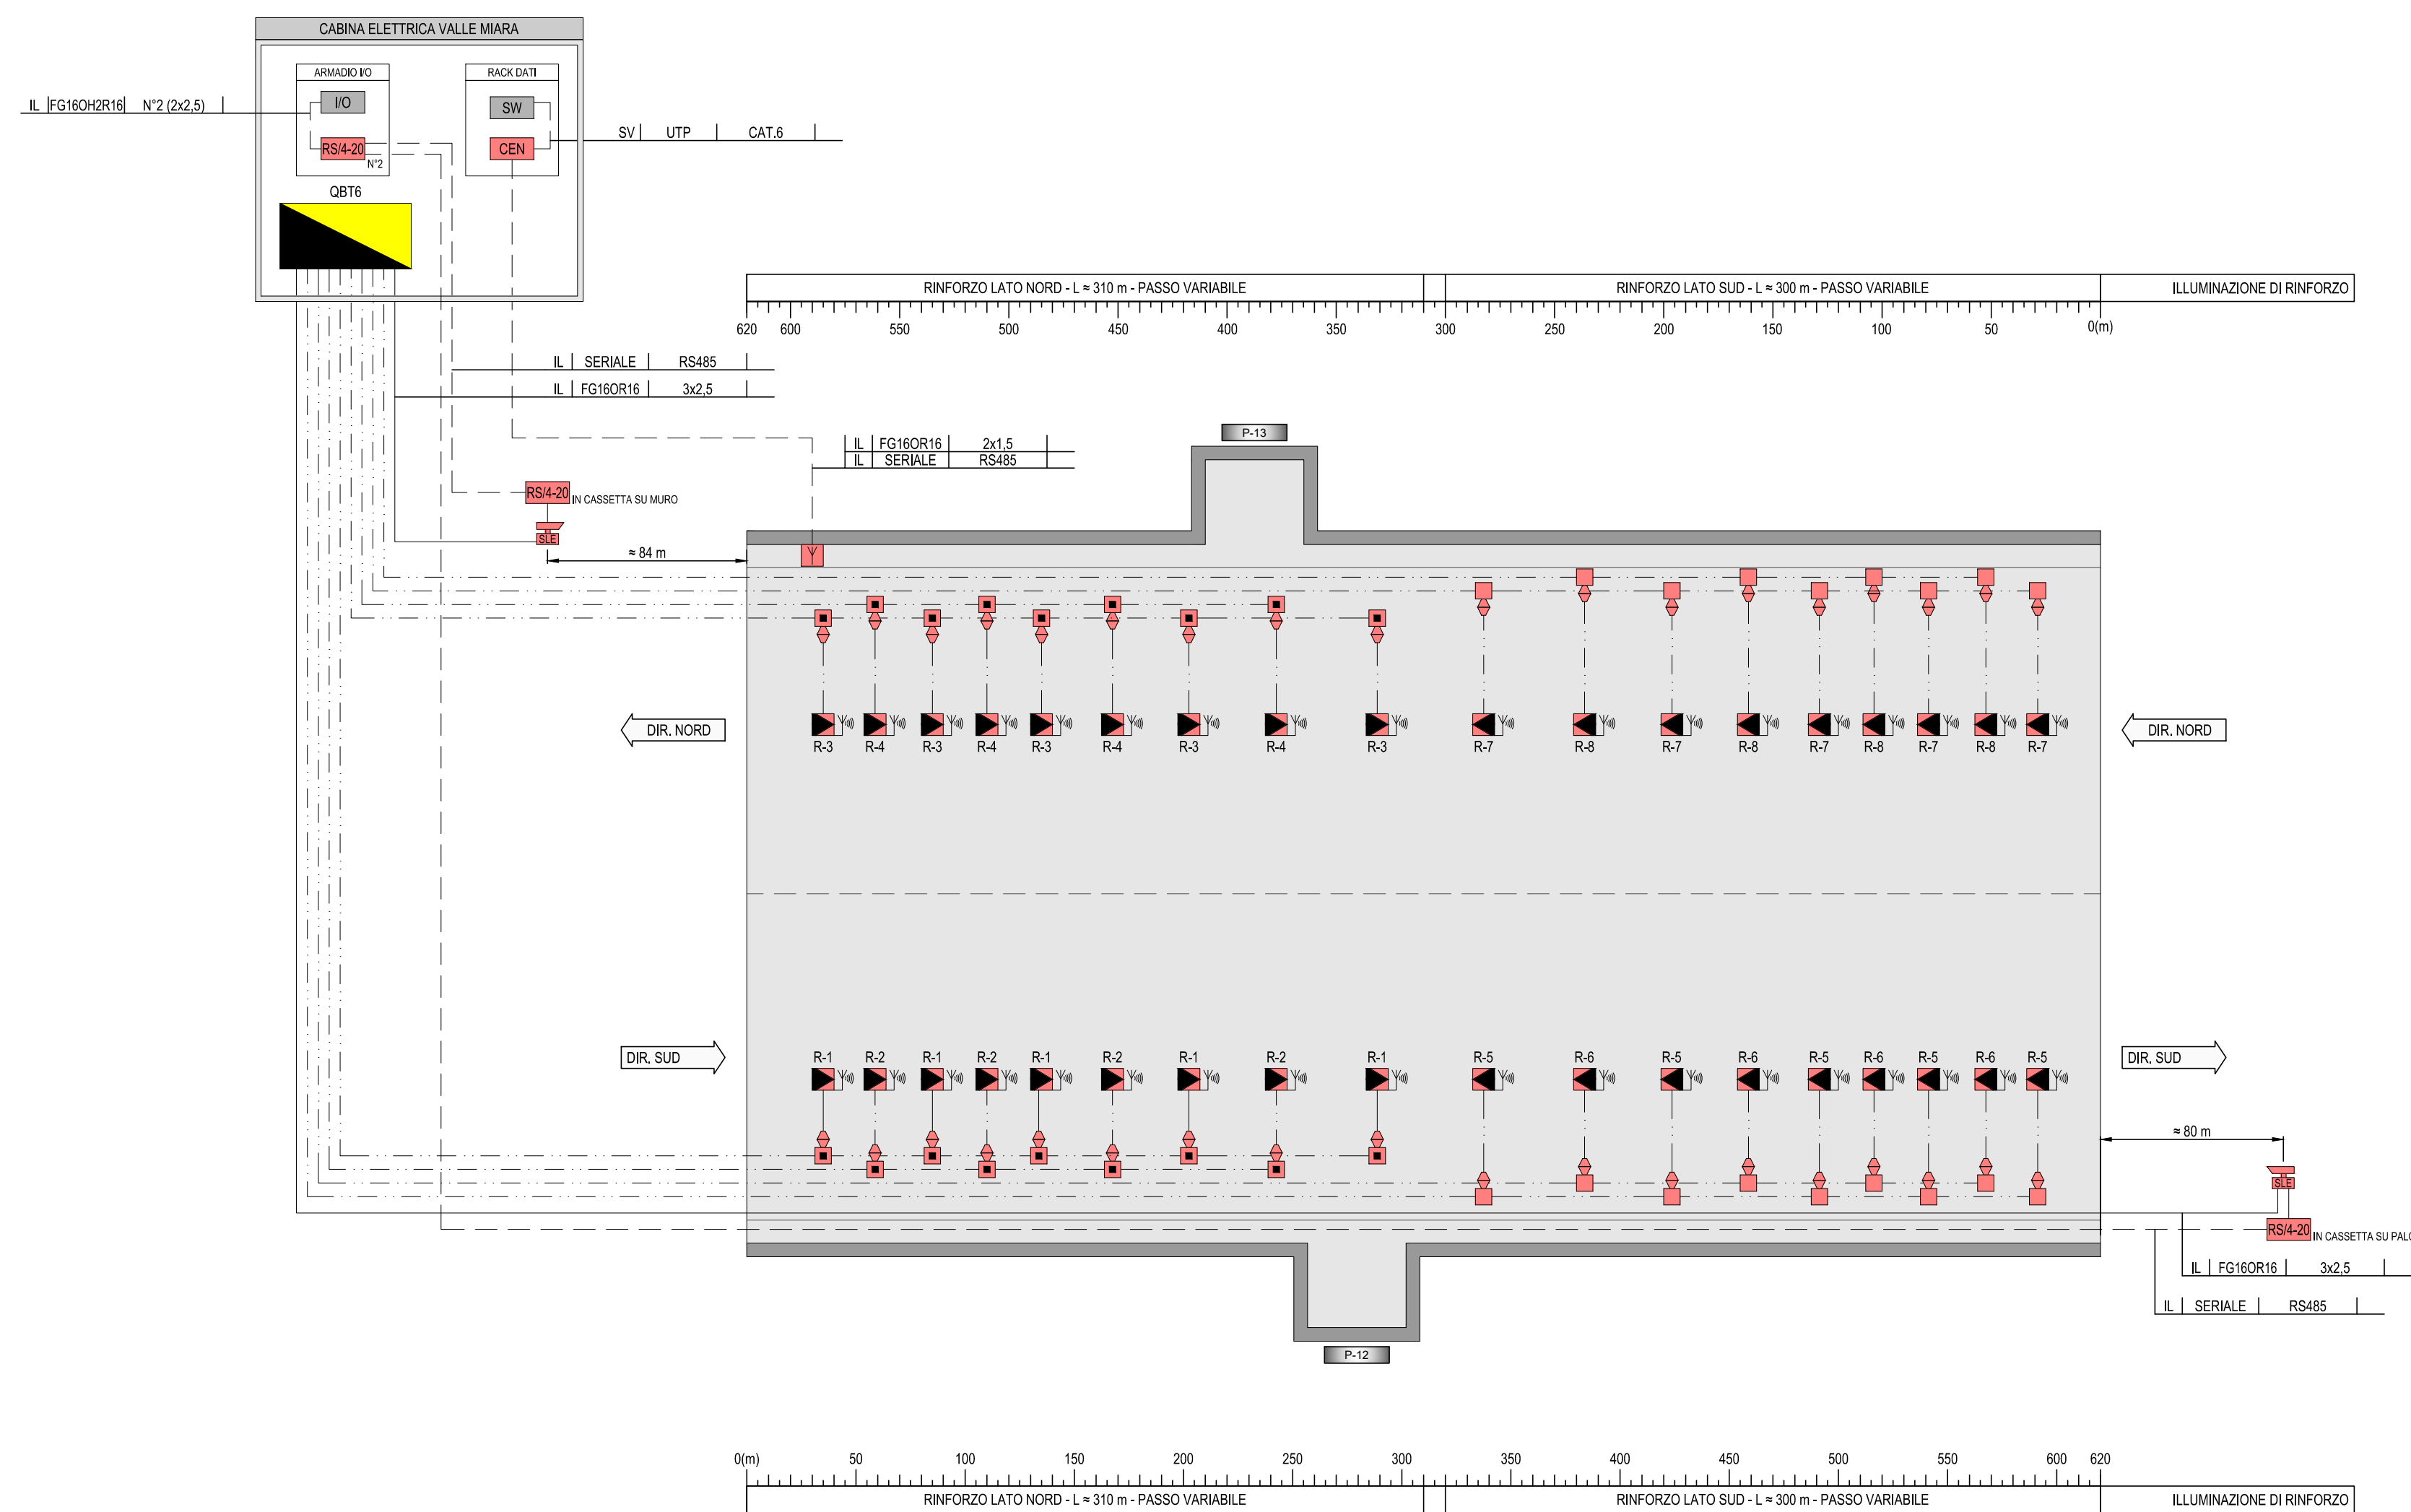 CABINA ELETTRICA VALLE MIARA
ARMADIO I/O
RACK DATI
I/O
SW
IL FG16OH2R16 N°2 (2x2,5)
SV UTP CAT.6
RS/4-20
CEN
N°2
QBT6
RINFORZO LATO NORD - L ≈ 310 m - PASSO VARIABILE
RINFORZO LATO SUD - L ≈ 300 m - PASSO VARIABILE
ILLUMINAZIONE DI RINFORZO
620 600 550 500 450 400 350 300 250 200 150 100 50 0(m)
IL SERIALE RS485
IL FG16OR16 3x2,5
P-13
IL FG16OR16 2x1,5
IL SERIALE RS485
RS/4-20 IN CASSETTA SU MURO
SLE
≈ 84 m
DIR. NORD
DIR. NORD
R-3 R-4 R-3 R-4 R-3 R-4 R-3 R-4 R-3 R-7 R-8 R-7 R-8 R-7 R-8 R-7 R-8 R-7
DIR. SUD
R-1 R-2 R-1 R-2 R-1 R-2 R-1 R-2 R-1 R-5 R-6 R-5 R-6 R-5 R-6 R-5 R-6 R-5
DIR. SUD
≈ 80 m
SLE
RS/4-20 IN CASSETTA SU PALO
IL FG16OR16 3x2,5
IL SERIALE RS485
P-12
0(m) 50 100 150 200 250 300 350 400 450 500 550 600 620
RINFORZO LATO NORD - L ≈ 310 m - PASSO VARIABILE
RINFORZO LATO SUD - L ≈ 300 m - PASSO VARIABILE
ILLUMINAZIONE DI RINFORZO